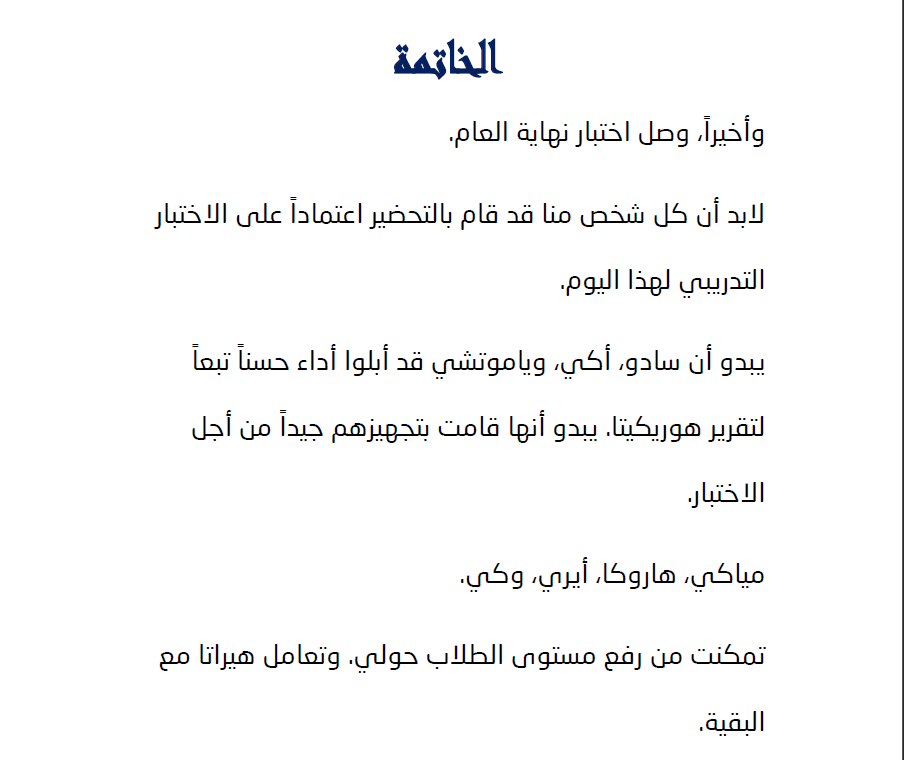 الخاتمة
وأخيراً، وصل اختبار نهاية العام.
لابد أن كل شخص منا قد قام بالتحضير اعتماداً على الاختبار
التدريبي لهذا اليوم.
يبدو أن سادو، أكي، وياموتشي قد أبلوا أداء حسناً تبعاً
لتقرير هوريكيتا. يبدو أنها قامت بتجهيزهم جيداً من أجل
الاختبار.
مياكي، هاروكا، أيري، وكي.
تمكنت من رفع مستوى الطلاب حولي. وتعامل هيراتا مع
البقية.